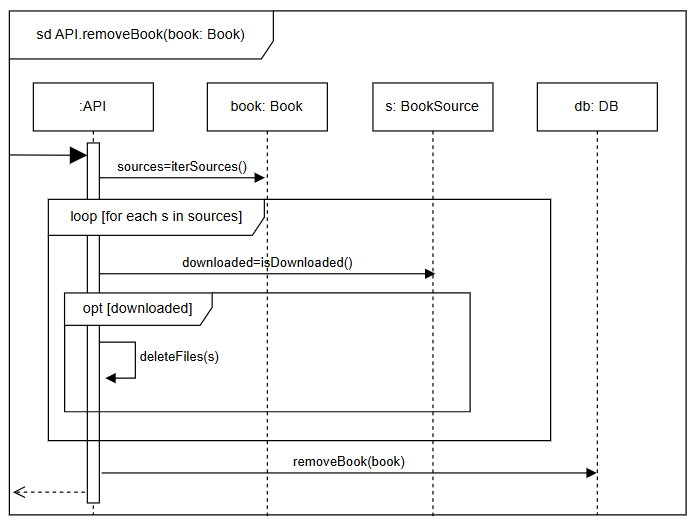 sd API.removeBook(book: Book)
:API
book: Book
s: BookSource
db: DB
sources=iterSources()
loop [for each s in sources]
downloaded=isDownloaded()
opt [downloaded]
deleteFiles(s)
removeBook(book)